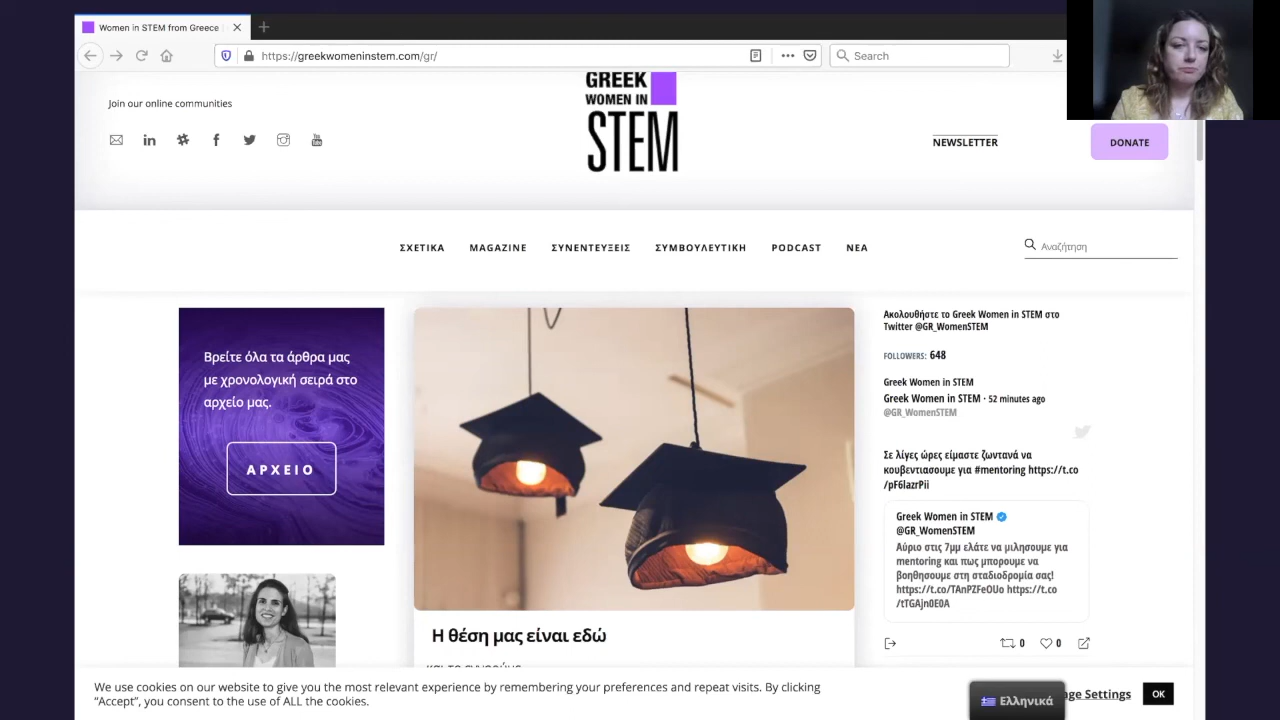 Women in STEM from Greece
https://greekwomeninstem.com/gr/
Search
Join our online communities
GREEK
WOMEN IN
STEM
NEWSLETTER
DONATE
ΣΧΕΤΙΚΑ MAGAZINE ΣΥΝΕΝΤΕΥΞΕΙΣ ΣΥΜΒΟΥΛΕΥΤΙΚΗ PODCAST ΝΕΑ
Αναζήτηση
Βρείτε όλα τα άρθρα μας
με χρονολογική σειρά στο
αρχείο μας.
ΑΡΧΕΙΟ
Η θέση μας είναι εδώ
Ακολουθήστε το Greek Women in STEM στο
Twitter @GR_WomenSTEM
FOLLOWERS: 648
Greek Women in STEM
Greek Women in STEM · 52 minutes ago
@GR_WomenSTEM
Σε λίγες ώρες είμαστε ζωντανά να
κουβεντιασουμε για #mentoring https://t.co
/pF6lazrPii
Greek Women in STEM
@GR_WomenSTEM
Αύριο στις 7μμ ελάτε να μιλησουμε για
mentoring και πως μπορουμε να
βοηθησουμε στη σταδιοδρομία σας!
https://t.co/TAnPZFeOUo https://t.co
/tTGAjn0E0A
0 0
We use cookies on our website to give you the most relevant experience by remembering your preferences and repeat visits. By clicking
“Accept”, you consent to the use of ALL the cookies.
Ελληνικά
Settings
OK